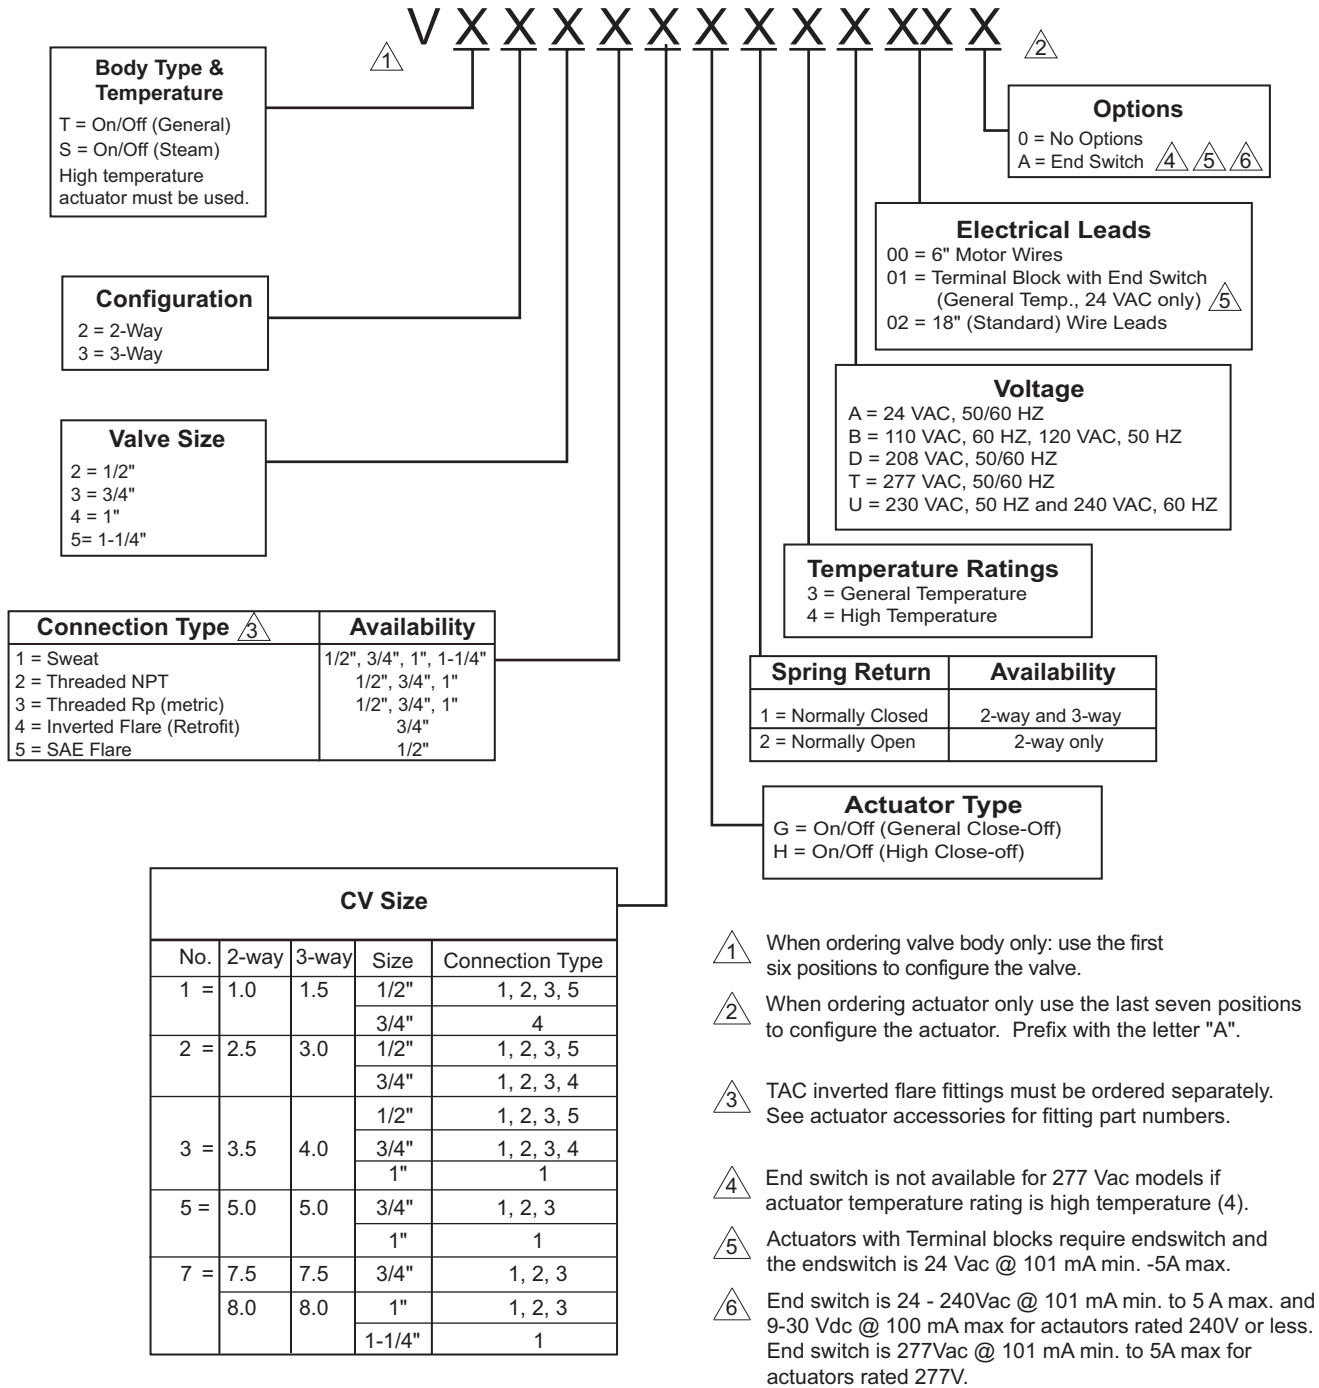 V X X X X X X X X X XX X
1
2
Body Type &
Temperature
T = On/Off (General)
S = On/Off (Steam)
High temperature
actuator must be used.
Options
0 = No Options
A = End Switch 4 5 6
Electrical Leads
00 = 6" Motor Wires
01 = Terminal Block with End Switch
(General Temp., 24 VAC only) 5
02 = 18" (Standard) Wire Leads
Configuration
2 = 2-Way
3 = 3-Way
Voltage
A = 24 VAC, 50/60 HZ
B = 110 VAC, 60 HZ, 120 VAC, 50 HZ
D = 208 VAC, 50/60 HZ
T = 277 VAC, 50/60 HZ
U = 230 VAC, 50 HZ and 240 VAC, 60 HZ
Valve Size
2 = 1/2"
3 = 3/4"
4 = 1"
5= 1-1/4"
Temperature Ratings
3 = General Temperature
4 = High Temperature
Connection Type 3 Availability
1 = Sweat 1/2", 3/4", 1", 1-1/4"
2 = Threaded NPT 1/2", 3/4", 1"
3 = Threaded Rp (metric) 1/2", 3/4", 1"
4 = Inverted Flare (Retrofit) 3/4"
5 = SAE Flare 1/2"
Spring Return Availability
1 = Normally Closed 2-way and 3-way
2 = Normally Open 2-way only
Actuator Type
G = On/Off (General Close-Off)
H = On/Off (High Close-off)
CV Size
No. 2-way 3-way Size Connection Type
1 = 1.0 1.5 1/2" 1, 2, 3, 5
3/4" 4
2 = 2.5 3.0 1/2" 1, 2, 3, 5
3/4" 1, 2, 3, 4
1/2" 1, 2, 3, 5
3 = 3.5 4.0 3/4" 1, 2, 3, 4
1" 1
5 = 5.0 5.0 3/4" 1, 2, 3
1" 1
7 = 7.5 7.5 3/4" 1, 2, 3
8.0 8.0 1" 1, 2, 3
1-1/4" 1
1 When ordering valve body only: use the first
six positions to configure the valve.
2 When ordering actuator only use the last seven positions
to configure the actuator. Prefix with the letter "A".
3 TAC inverted flare fittings must be ordered separately.
See actuator accessories for fitting part numbers.
4 End switch is not available for 277 Vac models if
actuator temperature rating is high temperature (4).
5 Actuators with Terminal blocks require endswitch and
the endswitch is 24 Vac @ 101 mA min. -5A max.
6 End switch is 24 - 240Vac @ 101 mA min. to 5 A max. and
9-30 Vdc @ 100 mA max for actautors rated 240V or less.
End switch is 277Vac @ 101 mA min. to 5A max for
actuators rated 277V.